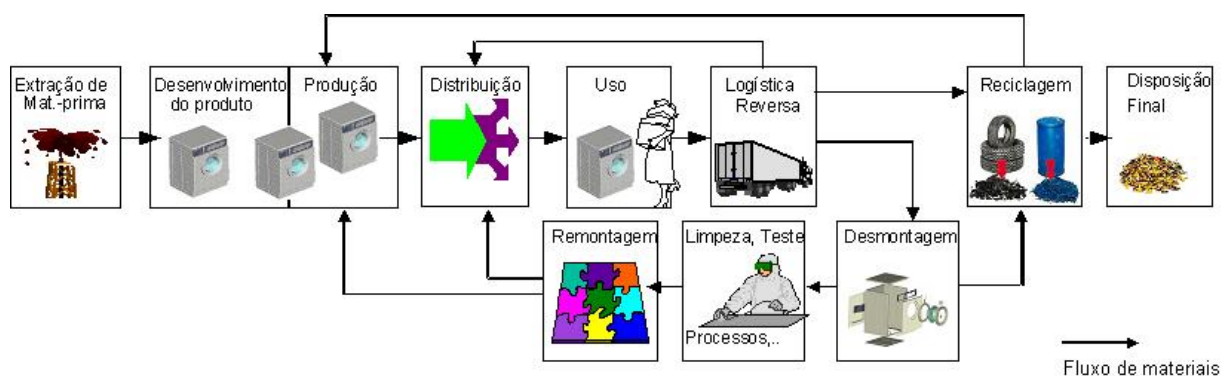 Extração de
Mat.-prima
Desenvolvimento
do produto
Produção
Distribuição
Uso
Logística
Reversa
Reciclagem
Disposição
Final
Remontagem
Limpeza, Teste
Processos,..
Desmontagem
Fluxo de materiais